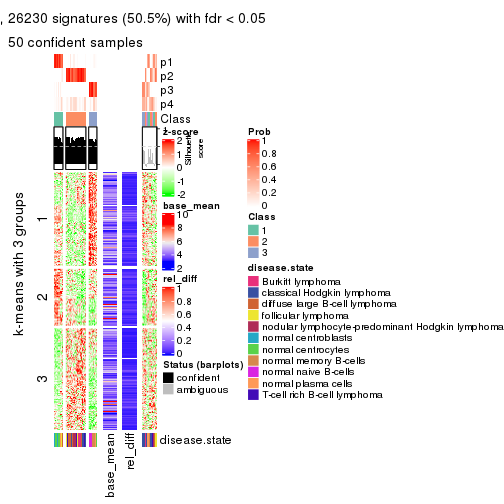 , 26230 signatures (50.5%) with fdr < 0.05
50 confident samples
p1
p2
p3
p4
Class
z-score
2
1
0
-1
-2
Silhouette score
base_mean
10
8
6
4
2
rel_diff
1
0.8
0.6
0.4
0.2
0
Status (barplots)
confident
ambiguous
Prob
1
0.8
0.6
0.4
0.2
0
Class
1
2
3
disease.state
Burkitt lymphoma
classical Hodgkin lymphoma
diffuse large B-cell lymphoma
follicular lymphoma
nodular lymphocyte-predominant Hodgkin lymphoma
normal centroblasts
normal centrocytes
normal memory B-cells
normal naive B-cells
normal plasma cells
T-cell rich B-cell lymphoma
k-means with 3 groups
1
2
3
base_mean
rel_diff
disease.state